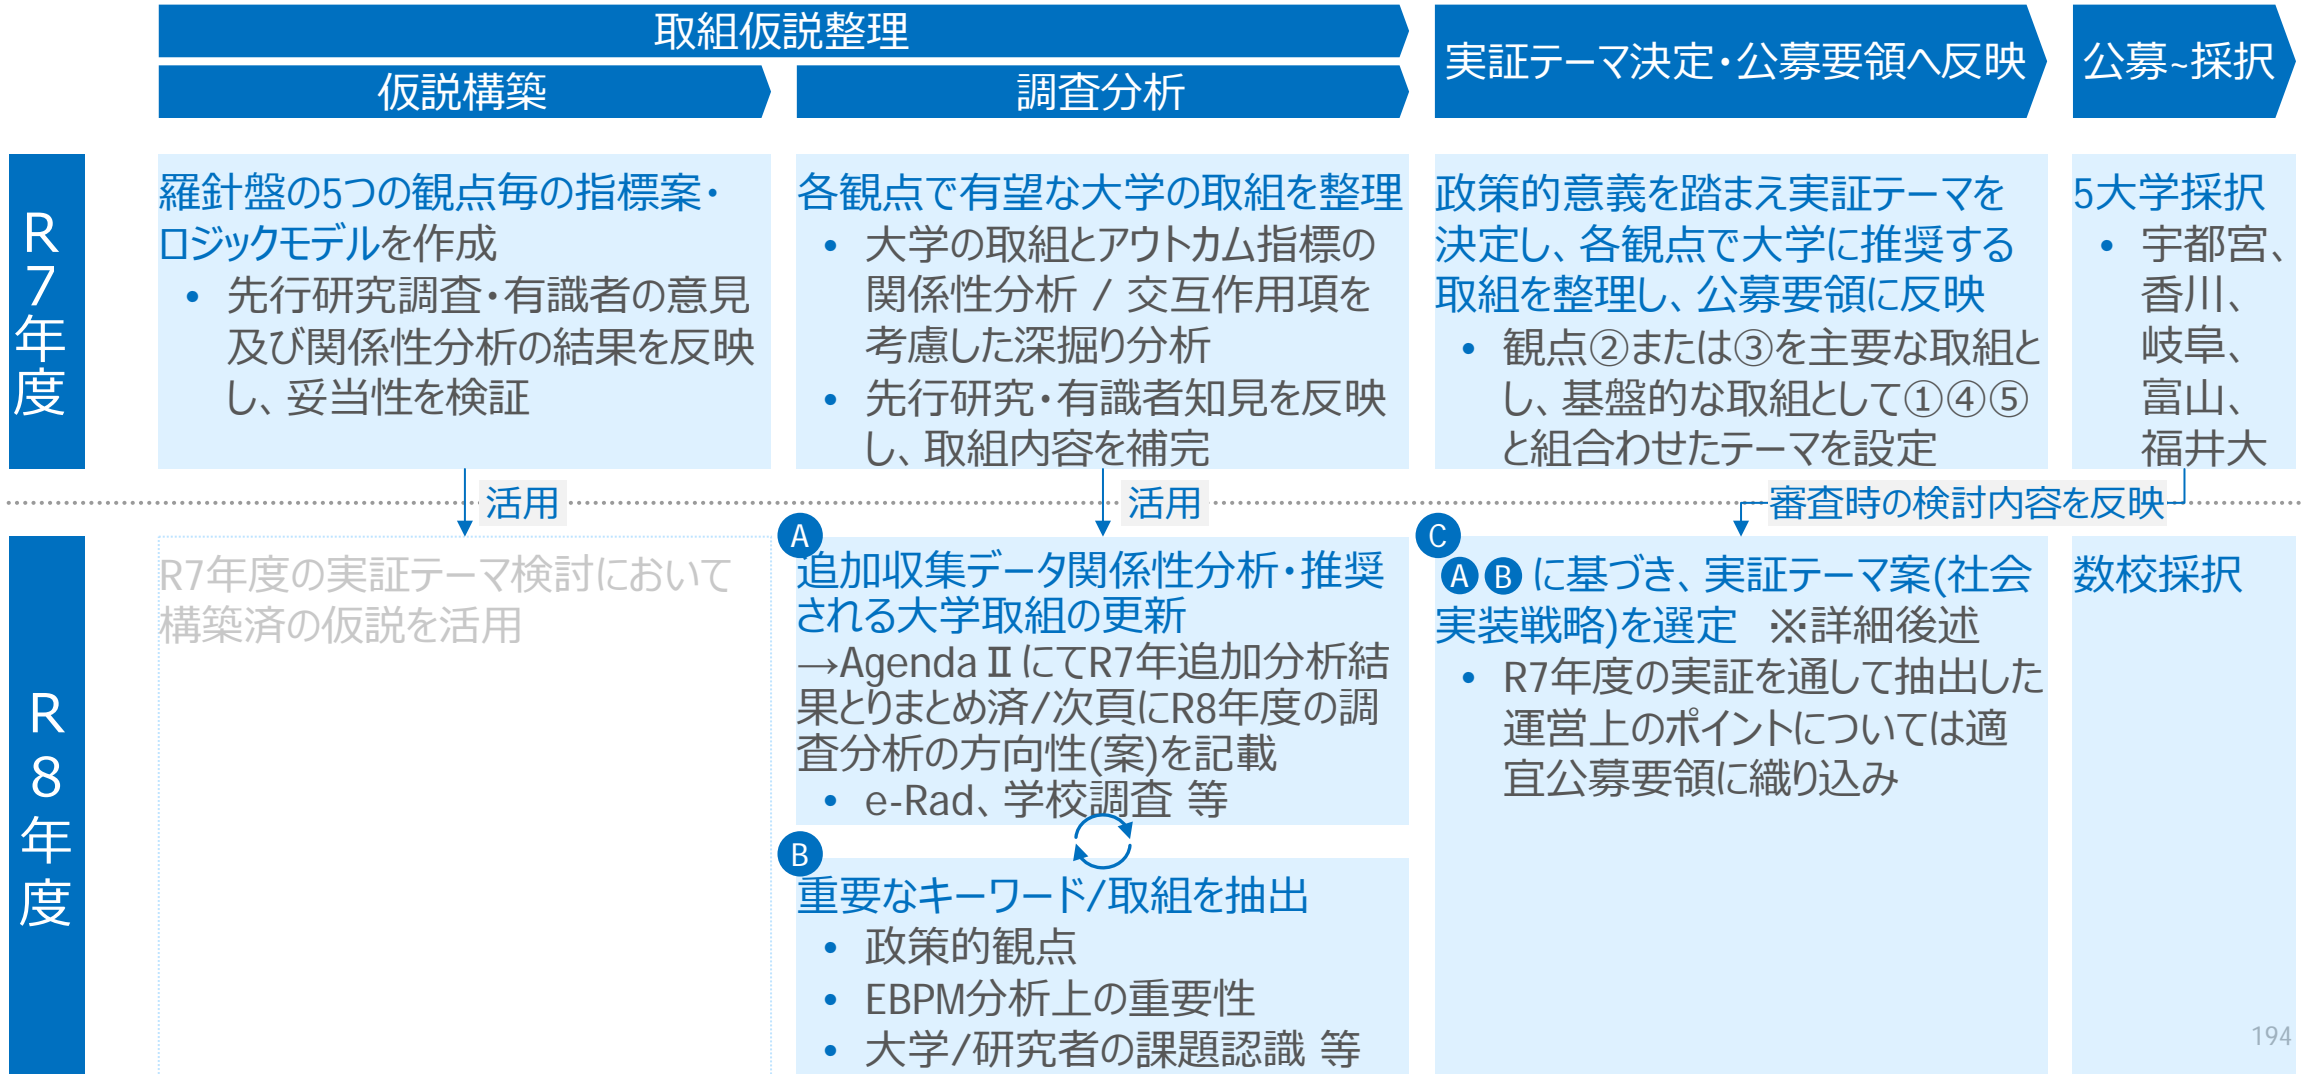 取組仮説整理
仮説構築
調査分析
実証テーマ決定・公募要領へ反映
公募~採択
R7年度
羅針盤の5つの観点毎の指標案・
ロジックモデルを作成
• 先行研究調査・有識者の意見
及び関係性分析の結果を反映
し、妥当性を検証
各観点で有望な大学の取組を整理
• 大学の取組とアウトカム指標の
関係性分析 / 交互作用項を
考慮した深掘り分析
• 先行研究・有識者知見を反映
し、取組内容を補完
政策的意義を踏まえ実証テーマを
決定し、各観点で大学に推奨する
取組を整理し、公募要領に反映
• 観点②または③を主要な取組と
し、基盤的な取組として①④⑤
と組合わせたテーマを設定
5大学採択
• 宇都宮、
香川、
岐阜、
富山、
福井大
活用
活用
審査時の検討内容を反映
R8年度
R7年度の実証テーマ検討において
構築済の仮説を活用
A
追加収集データ関係性分析・推奨
される大学取組の更新
→AgendaⅡにてR7年追加分析結
果とりまとめ済/次頁にR8年度の調
査分析の方向性(案)を記載
• e-Rad、学校調査 等
B
重要なキーワード/取組を抽出
• 政策的観点
• EBPM分析上の重要性
• 大学/研究者の課題認識 等
C
A B に基づき、実証テーマ案(社会
実装戦略)を選定 ※詳細後述
• R7年度の実証を通して抽出した
運営上のポイントについては適
宜公募要領に織り込み
数校採択
194